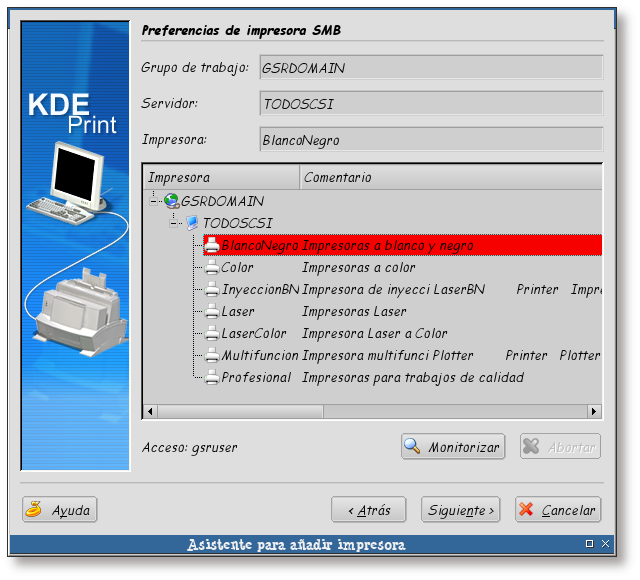 Preferencias de impresora SMB
KDE
Print
Grupo de trabajo: GSRDOMAIN
Servidor: TODOSCSI
Impresora: BlancoNegro
Impresora Comentario
GSRDOMAIN
TODOSCSI
BlancoNegro Impresoras a blanco y negro
Color Impresoras a color
InyeccionBN Impresora de inyecci LaserBN Printer Impre
Laser Impresoras Laser
LaserColor Impresora Laser a Color
Multifuncion Impresora multifunci Plotter Printer Plotter
Profesional Impresoras para trabajos de calidad
Acceso: gsruser
Monitorizar Abortar
Ayuda < Atrás Siguiente > Cancelar
Asistente para añadir impresora